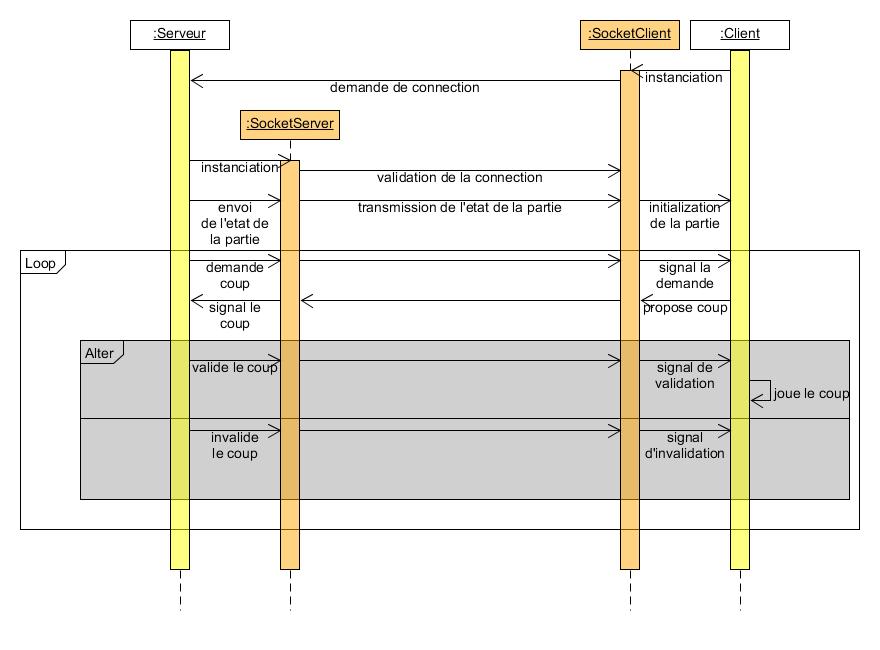 :Serveur
:SocketClient
:Client
instanciation
demande de connection
:SocketServer
instanciation
validation de la connection
envoi
de l'etat de
la partie
transmission de l'etat de la partie
initialization
de la partie
Loop
demande
coup
signal la
demande
signal le
coup
propose coup
Alter
valide le coup
signal de
validation
joue le coup
invalide
le coup
signal
d'invalidation